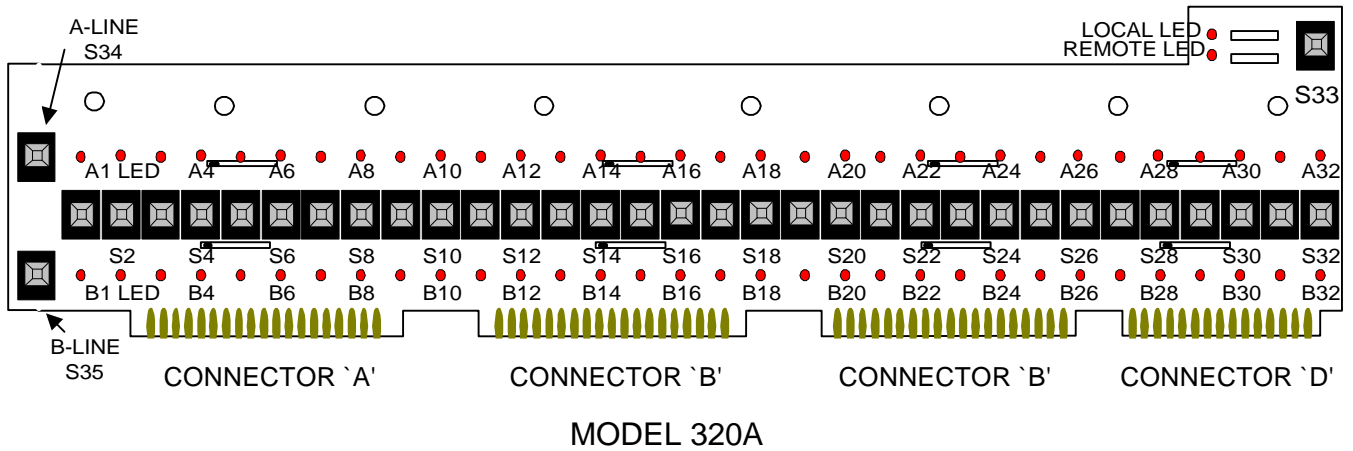 A-LINE
S34
LOCAL LED
REMOTE LED
S33
A1 LED A4 A6 A8 A10 A12 A14 A16 A18 A20 A22 A24 A26 A28 A30 A32
S2 S4 S6 S8 S10 S12 S14 S16 S18 S20 S22 S24 S26 S28 S30 S32
B1 LED B4 B6 B8 B10 B12 B14 B16 B18 B20 B22 B24 B26 B28 B30 B32
B-LINE
S35
CONNECTOR `A' CONNECTOR `B' CONNECTOR `B' CONNECTOR `D'
MODEL 320A